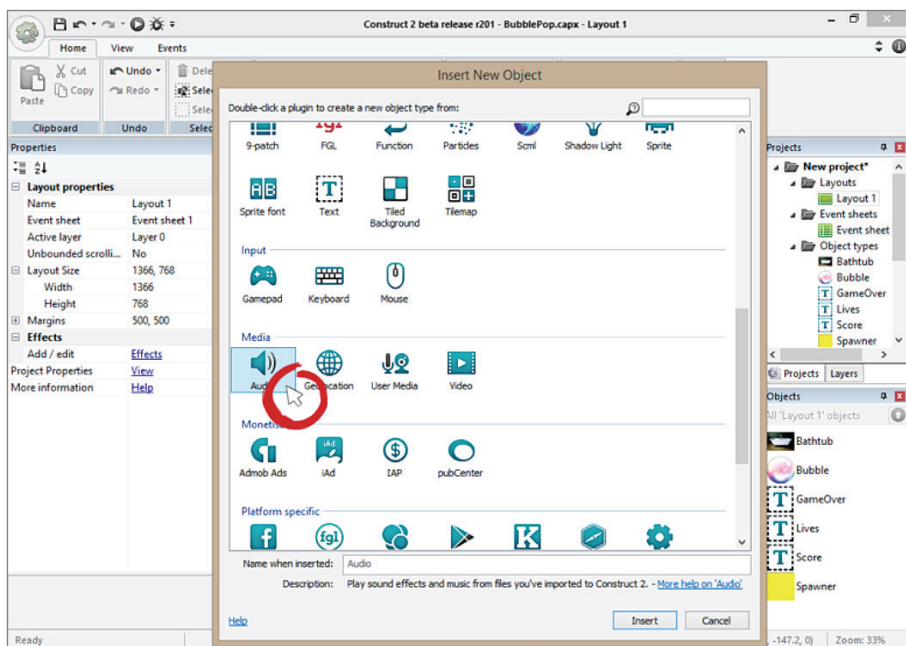 Construct 2 beta release r201 - BubblePop.capx - Layout 1
Home View Events
Paste
Cut
Copy
Clipboard
Undo
Redo
Undo
Properties
Layout properties
Name Layout 1
Event sheet Event sheet 1
Active layer Layer 0
Unbounded scrolli... No
Layout Size 1366, 768
Width 1366
Height 768
Margins 500, 500
Effects
Add / edit Effects
Project Properties View
More information Help
Ready
Insert New Object
Double-click a plugin to create a new object type from:
9-patch FGL Function Particles Scml Shadow Light Sprite
Sprite font Text Tiled Background Tilemap
Input
Gamepad Keyboard Mouse
Media
User Media Video
Admob Ads iAd IAP pubCenter
Platform specific
Name when inserted: Audio
Description: Play sound effects and music from files you've imported to Construct 2. - More help on 'Audio'
Help
Insert Cancel
Projects
New project*
Layouts
Layout 1
Event sheets
Event sheet
Object types
Bathtub
Bubble
GameOver
Lives
Score
Spawner
Projects Layers
Objects
All 'Layout 1' objects
Bathtub
Bubble
GameOver
Lives
Score
Spawner
-147.2, 0) Zoom: 33%